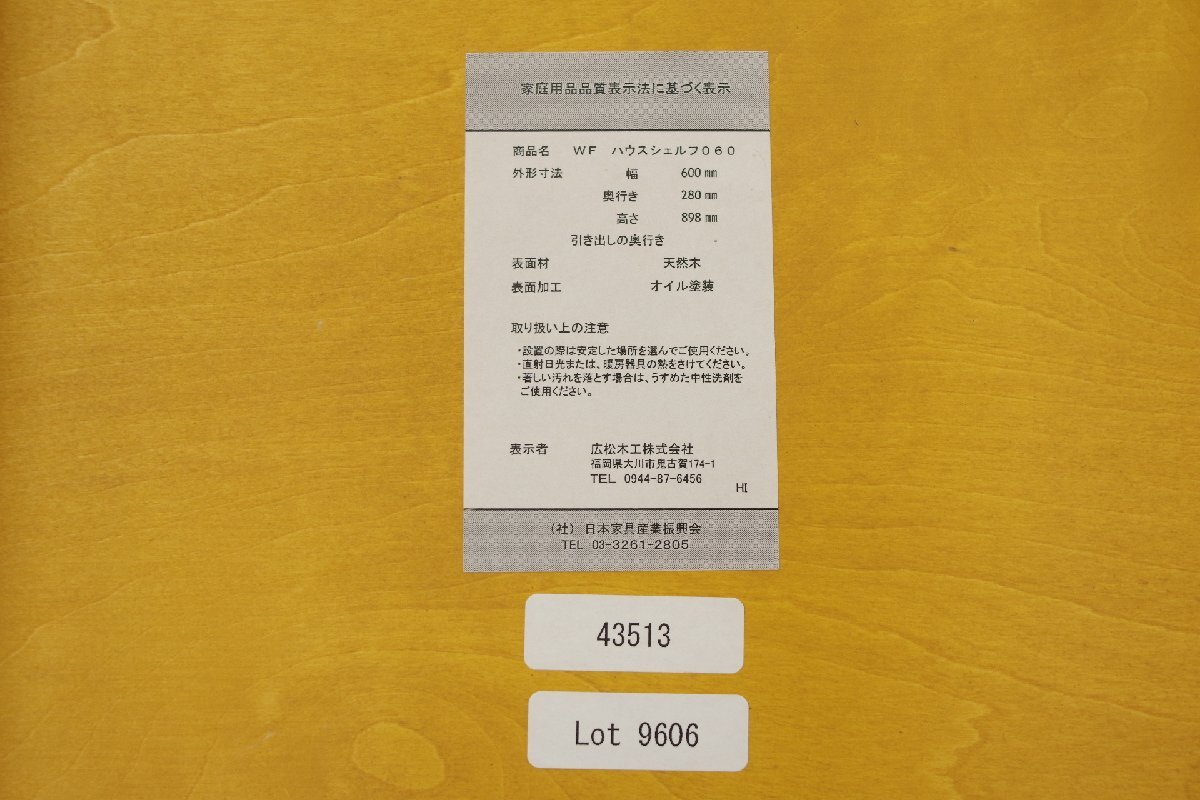 家庭用品品質表示法に基づく表示
商品名 WF ハウスシェルフ060
外形寸法 幅 600 mm
奥行き 280 mm
高さ 898 mm
引き出しの奥行き -
表面材 天然木
表面加工 オイル塗装
取り扱い上の注意
・設置の際は安定した場所を選んでご使用ください。
・直射日光または、暖房器具の熱をさけてください。
・著しい汚れを落とす場合は、うすめた中性洗剤を
ご使用ください。
表示者 広松木工株式会社
福岡県大川市鬼古賀174-1
TEL 0944-87-6456
HI
(社) 日本家具産業振興会
TEL 03-3261-2805
43513
Lot 9606